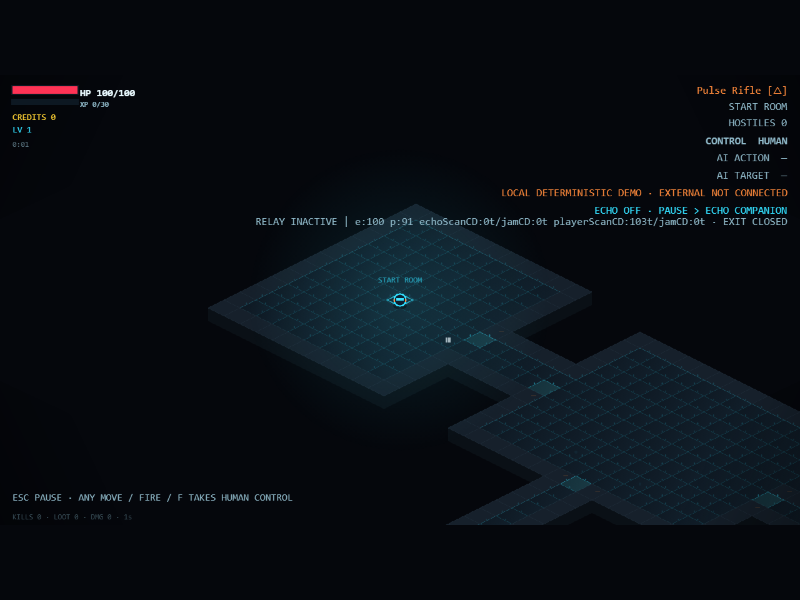 HP 100/100
XP 0/30
CREDITS 0
LV 1
0:01
Pulse Rifle [△]
START ROOM
HOSTILES 0
CONTROL HUMAN
AI ACTION —
AI TARGET —
LOCAL DETERMINISTIC DEMO · EXTERNAL NOT CONNECTED
ECHO OFF · PAUSE > ECHO COMPANION
RELAY INACTIVE | e:100 p:91 echoScanCD:0t/jamCD:0t playerScanCD:103t/jamCD:0t · EXIT CLOSED
START ROOM
ESC PAUSE · ANY MOVE / FIRE / F TAKES HUMAN CONTROL
KILLS 0 · LOOT 0 · DMG 0 · 1s